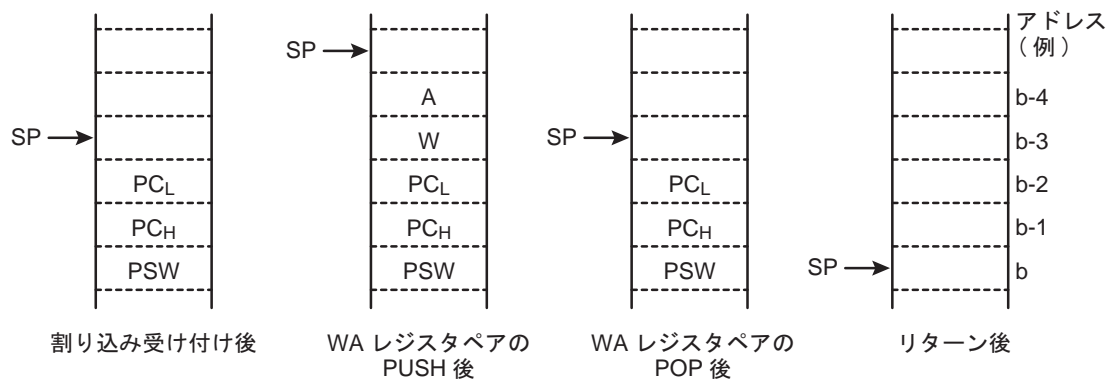 アドレス
(例)
SP
A
b-4
SP
W
SP
b-3
PCL
PCL
PCL
b-2
PCH
PCH
PCH
b-1
PSW
PSW
PSW
SP
b
割り込み受け付け後
WA レジスタペアの
PUSH 後
WA レジスタペアの
POP 後
リターン後